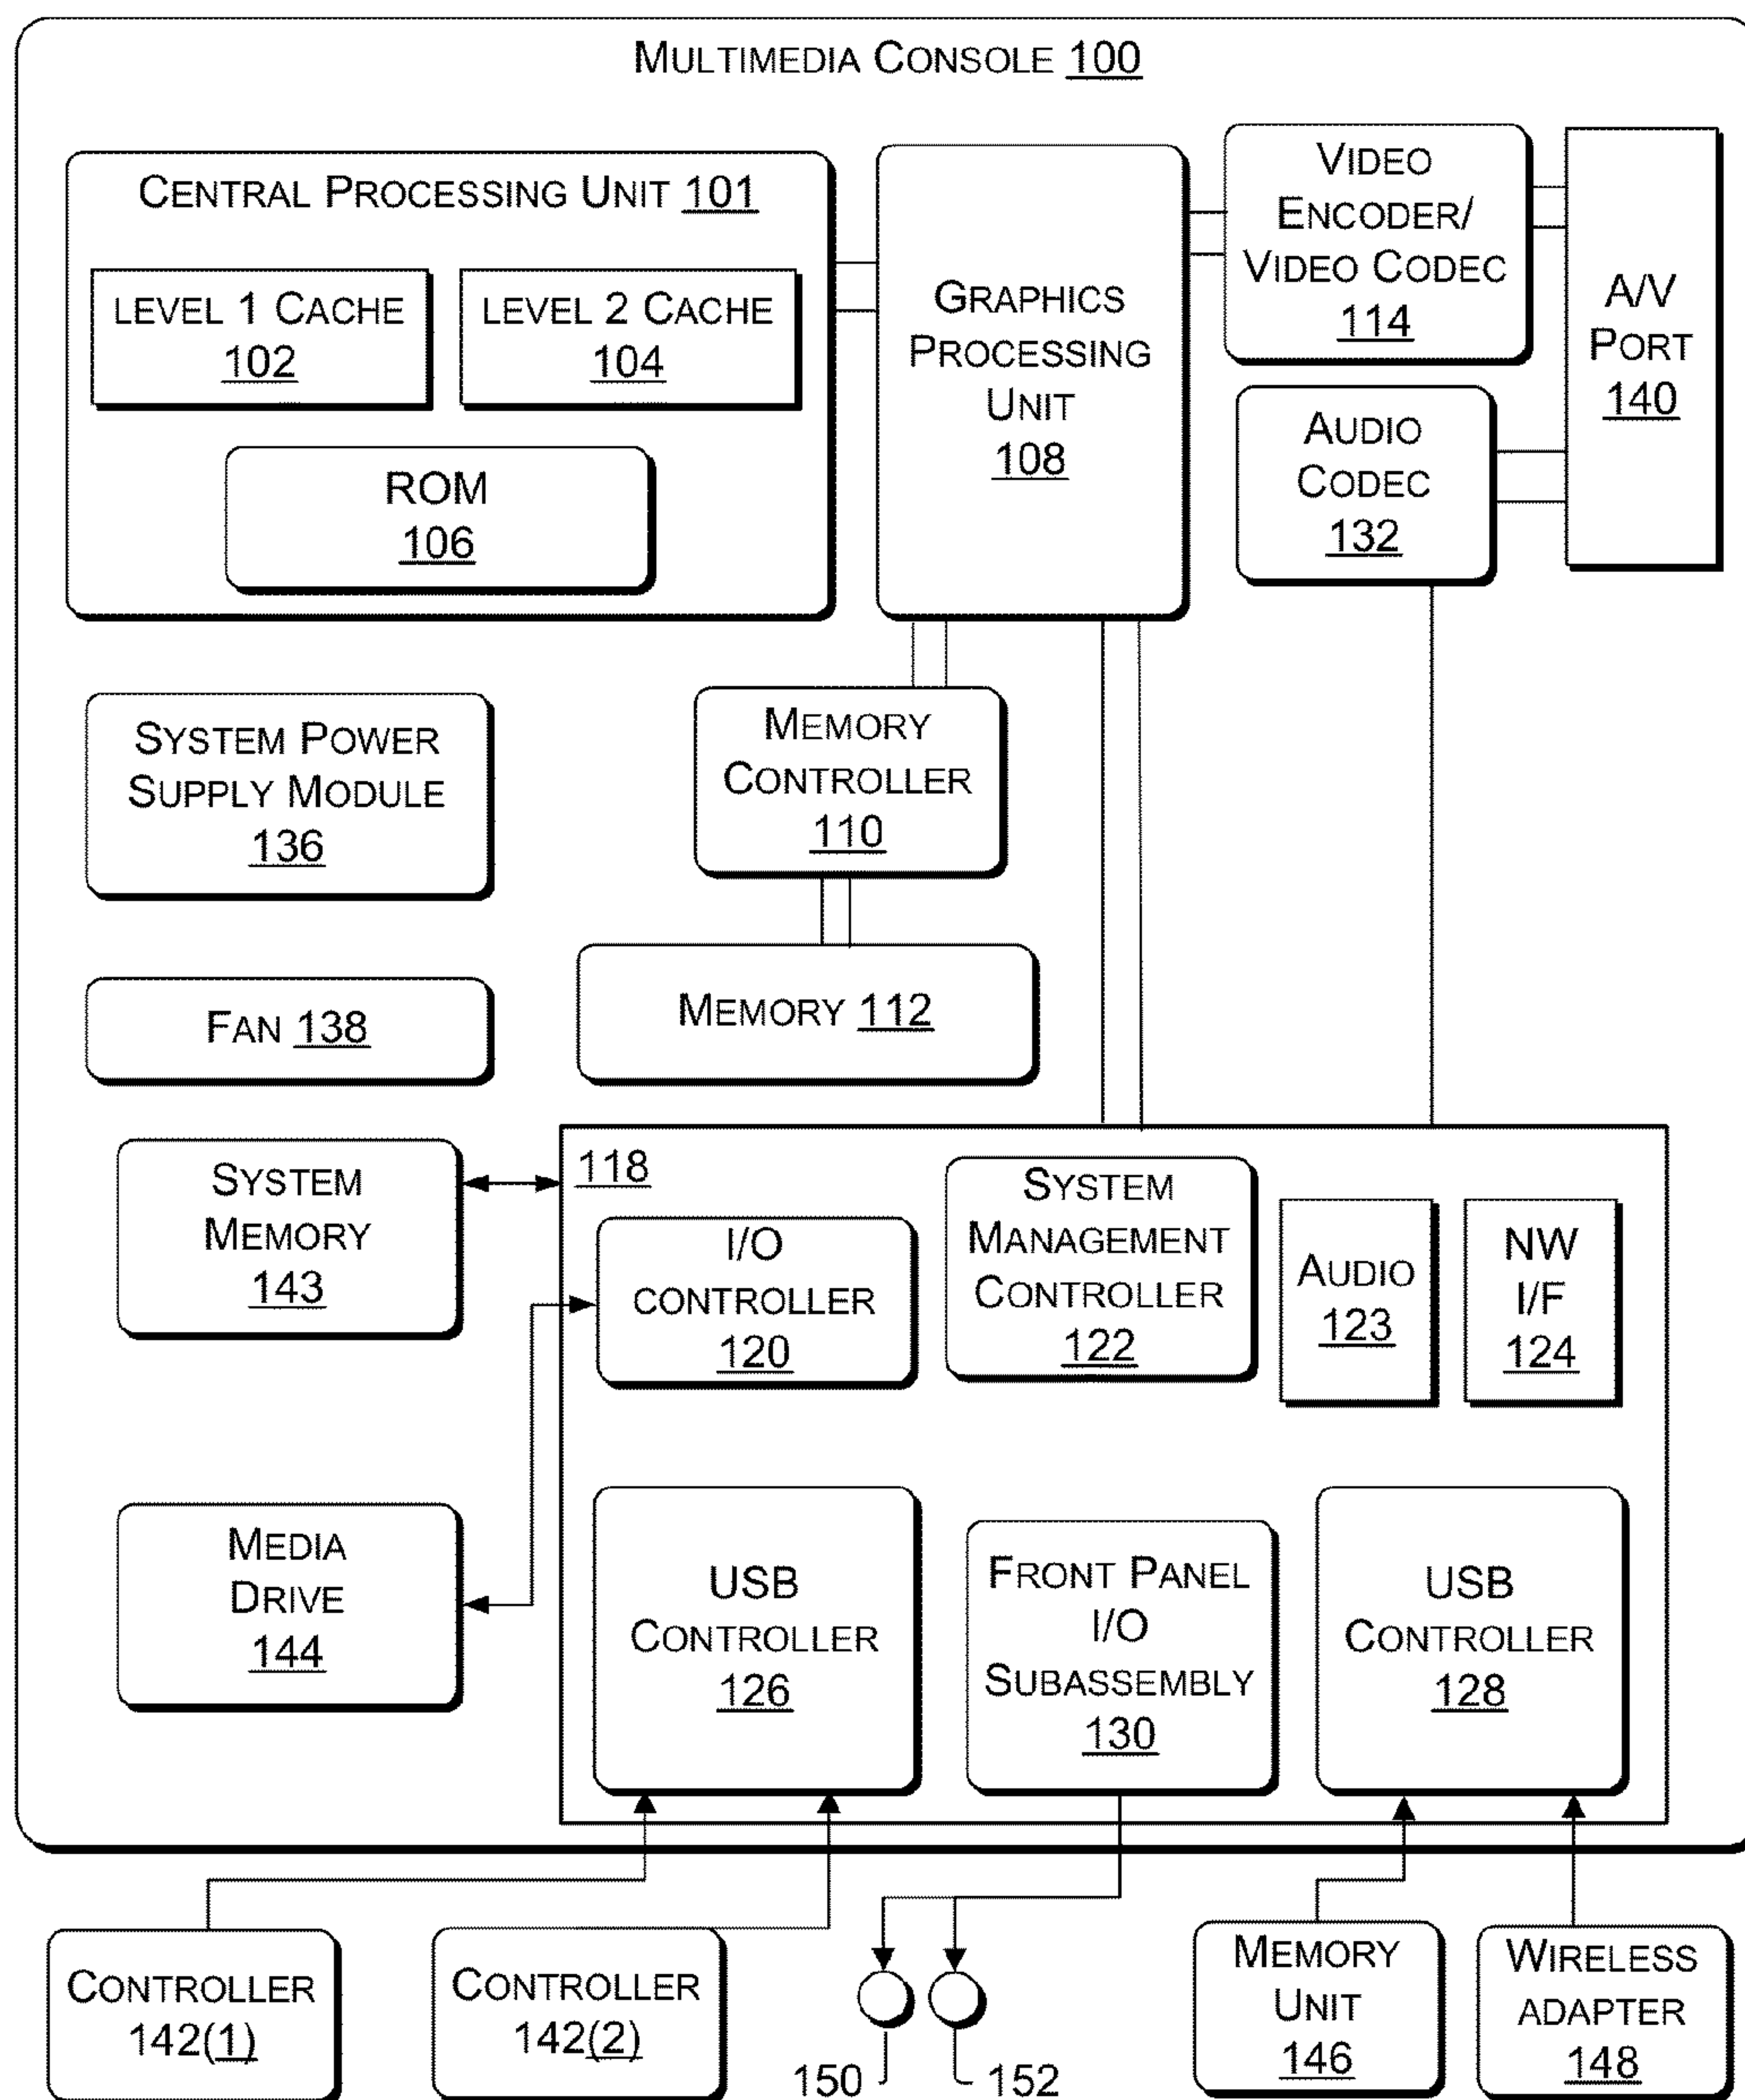 MULTIMEDIA CONSOLE 100
CENTRAL PROCESSING UNIT 101
LEVEL 1 CACHE
102
LEVEL 2 CACHE
104
ROM
106
GRAPHICS
PROCESSING
UNIT
108
VIDEO
ENCODER/
VIDEO CODEC
114
AUDIO
CODEC
132
A/V
PORT
140
SYSTEM POWER
SUPPLY MODULE
136
MEMORY
CONTROLLER
110
FAN 138
MEMORY 112
SYSTEM
MEMORY
143
118
I/O
CONTROLLER
120
SYSTEM
MANAGEMENT
CONTROLLER
122
AUDIO
123
NW
I/F
124
MEDIA
DRIVE
144
USB
CONTROLLER
126
FRONT PANEL
I/O
SUBASSEMBLY
130
USB
CONTROLLER
128
CONTROLLER
142(1)
CONTROLLER
142(2)
150
152
MEMORY
UNIT
146
WIRELESS
ADAPTER
148